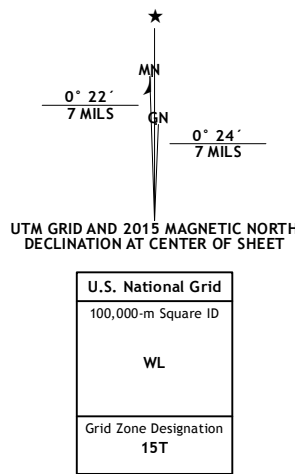 ★
MN
0° 22´
7 MILS
GN
0° 24´
7 MILS
UTM GRID AND 2015 MAGNETIC NORTH
DECLINATION AT CENTER OF SHEET
U.S. National Grid
100,000-m Square ID
WL
Grid Zone Designation
15T